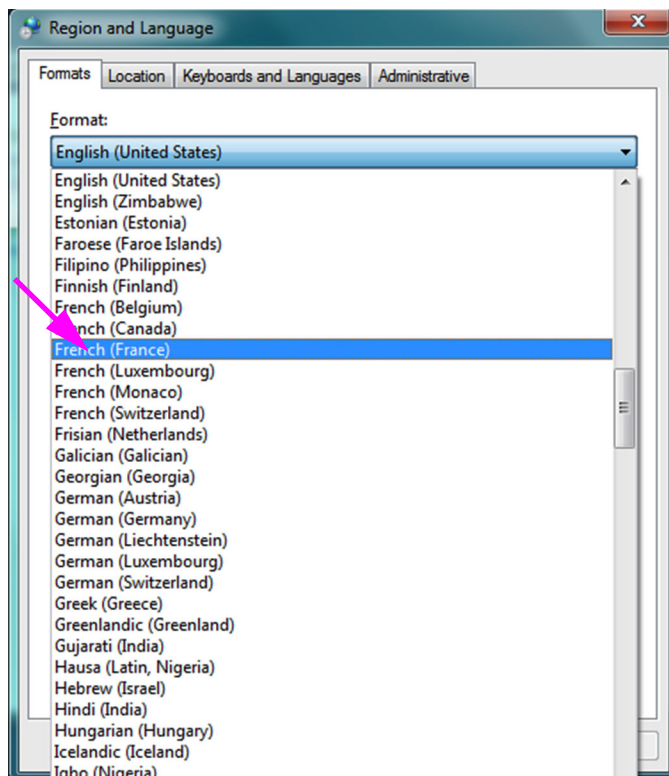 Region and Language
Formats Location Keyboards and Languages Administrative
Format:
English (United States)
English (United States)
English (Zimbabwe)
Estonian (Estonia)
Faroese (Faroe Islands)
Filipino (Philippines)
Finnish (Finland)
French (Belgium)
French (Canada)
French (France)
French (Luxembourg)
French (Monaco)
French (Switzerland)
Frisian (Netherlands)
Galician (Galician)
Georgian (Georgia)
German (Austria)
German (Germany)
German (Liechtenstein)
German (Luxembourg)
German (Switzerland)
Greek (Greece)
Greenlandic (Greenland)
Gujarati (India)
Hausa (Latin, Nigeria)
Hebrew (Israel)
Hindi (India)
Hungarian (Hungary)
Icelandic (Iceland)
Igbo (Nigeria)